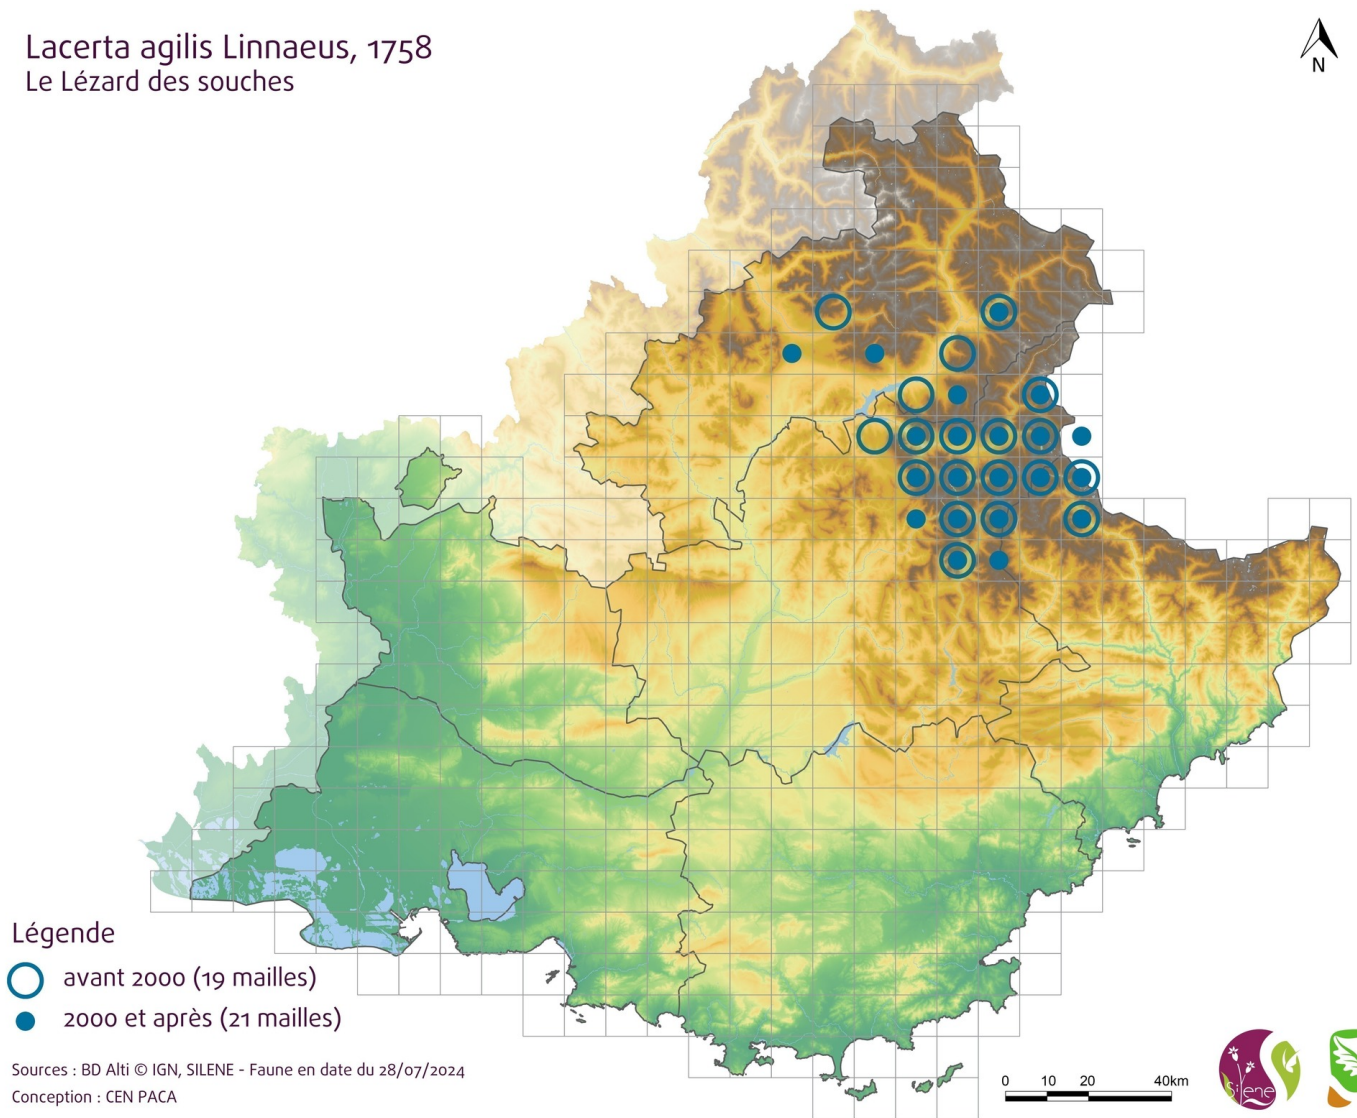 Lacerta agilis Linnaeus, 1758
Le Lézard des souches
N
Légende
avant 2000 (19 mailles)
2000 et après (21 mailles)
Sources : BD Alti © IGN, SILENE - Faune en date du 28/07/2024
Conception : CEN PACA
0 10 20 40km
Silene